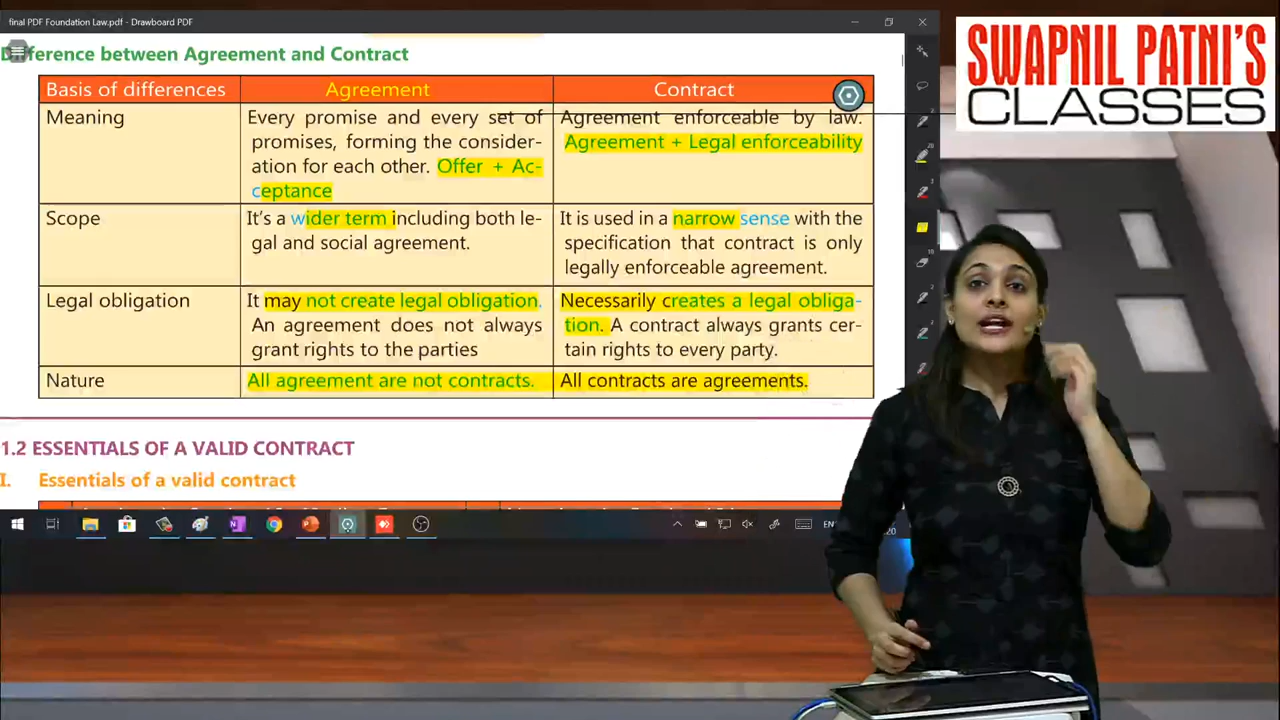 final PDF Foundation Law.pdf - Drawboard PDF
SWAPNIL PATNI'S
CLASSES
Difference between Agreement and Contract
Basis of differences Agreement Contract
Meaning
Every promise and every set of
promises, forming the consider-
ation for each other. Offer + Ac-
ceptance
Agreement enforceable by law.
Agreement + Legal enforceability
Scope
It's a wider term including both le-
gal and social agreement.
It is used in a narrow sense with the
specification that contract is only
legally enforceable agreement.
Legal obligation
It may not create legal obligation.
An agreement does not always
grant rights to the parties
Necessarily creates a legal obliga-
tion. A contract always grants cer-
tain rights to every party.
Nature
All agreement are not contracts.
All contracts are agreements.
1.2 ESSENTIALS OF A VALID CONTRACT
I. Essentials of a valid contract